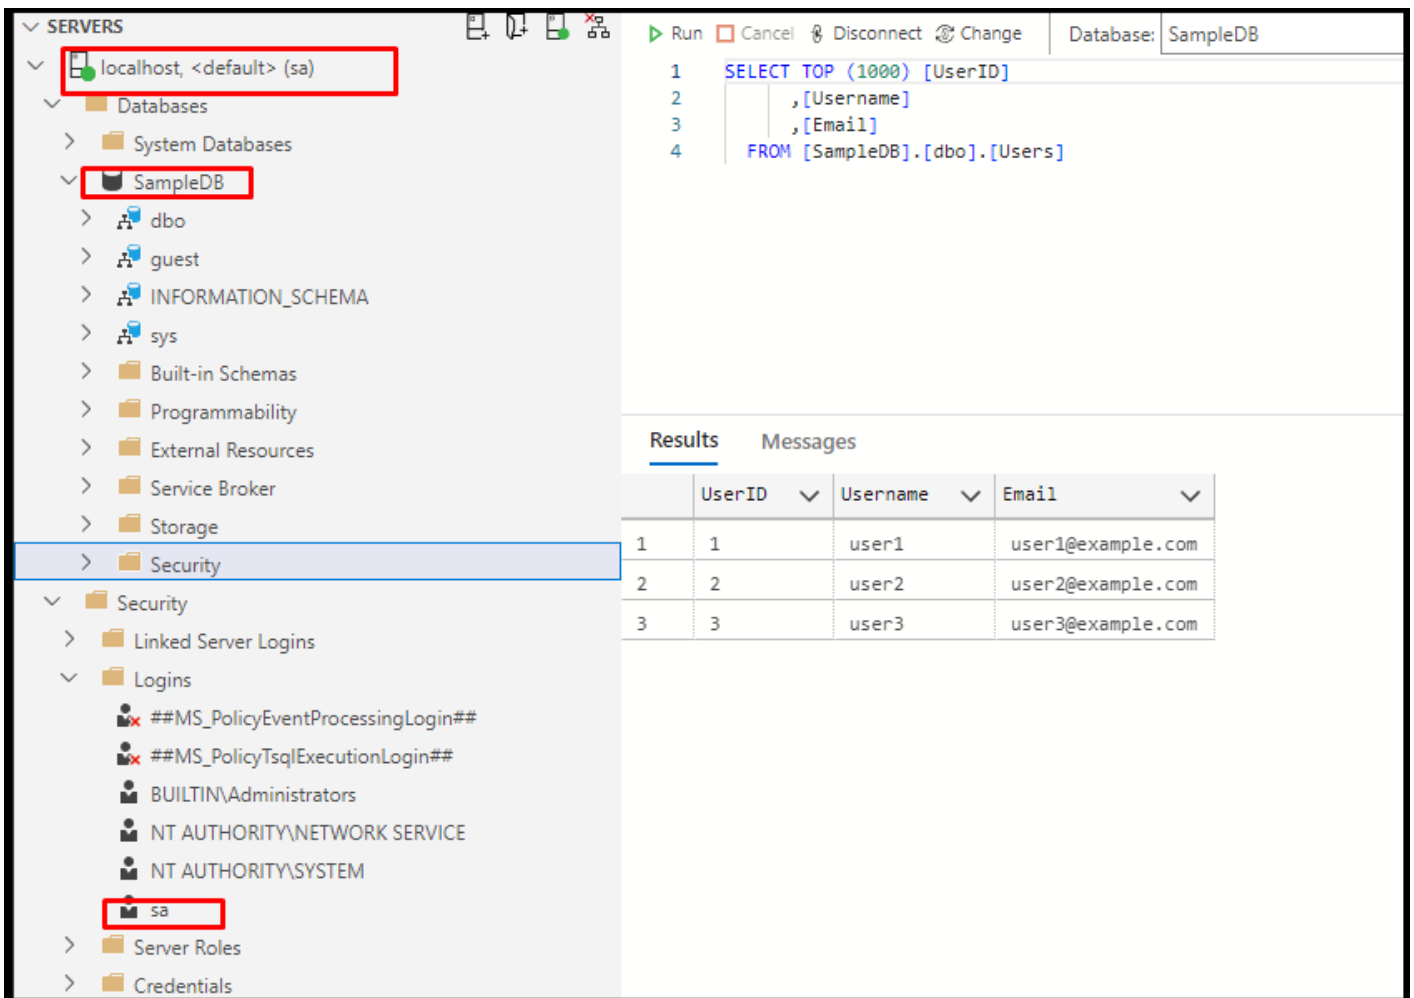 SERVERS
localhost, <default> (sa)
Databases
System Databases
SampleDB
dbo
guest
INFORMATION_SCHEMA
sys
Built-in Schemas
Programmability
External Resources
Service Broker
Storage
Security
Security
Linked Server Logins
Logins
##MS_PolicyEventProcessingLogin##
##MS_PolicyTsqlExecutionLogin##
BUILTIN\Administrators
NT AUTHORITY\NETWORK SERVICE
NT AUTHORITY\SYSTEM
sa
Server Roles
Credentials
Run Cancel Disconnect Change Database: SampleDB
1 SELECT TOP (1000) [UserID]
2 ,[Username]
3 ,[Email]
4 FROM [SampleDB].[dbo].[Users]
Results Messages
UserID Username Email
1 1 user1 user1@example.com
2 2 user2 user2@example.com
3 3 user3 user3@example.com